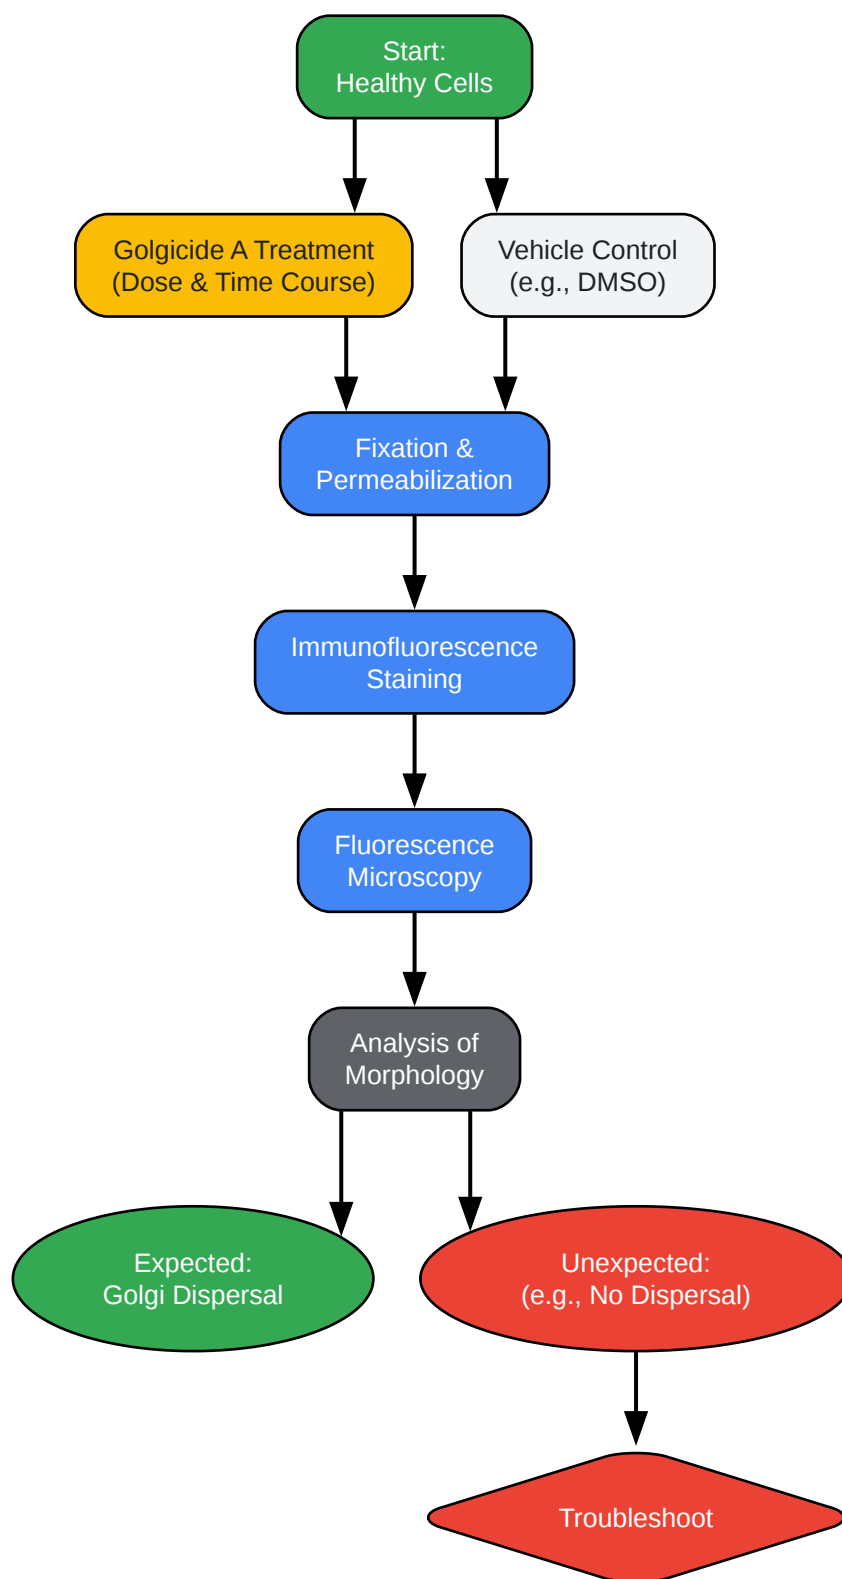 Start:
Healthy Cells
Golgicide A Treatment
(Dose & Time Course)
Vehicle Control
(e.g., DMSO)
Fixation &
Permeabilization
Immunofluorescence
Staining
Fluorescence
Microscopy
Analysis of
Morphology
Expected:
Golgi Dispersal
Unexpected:
(e.g., No Dispersal)
Troubleshoot